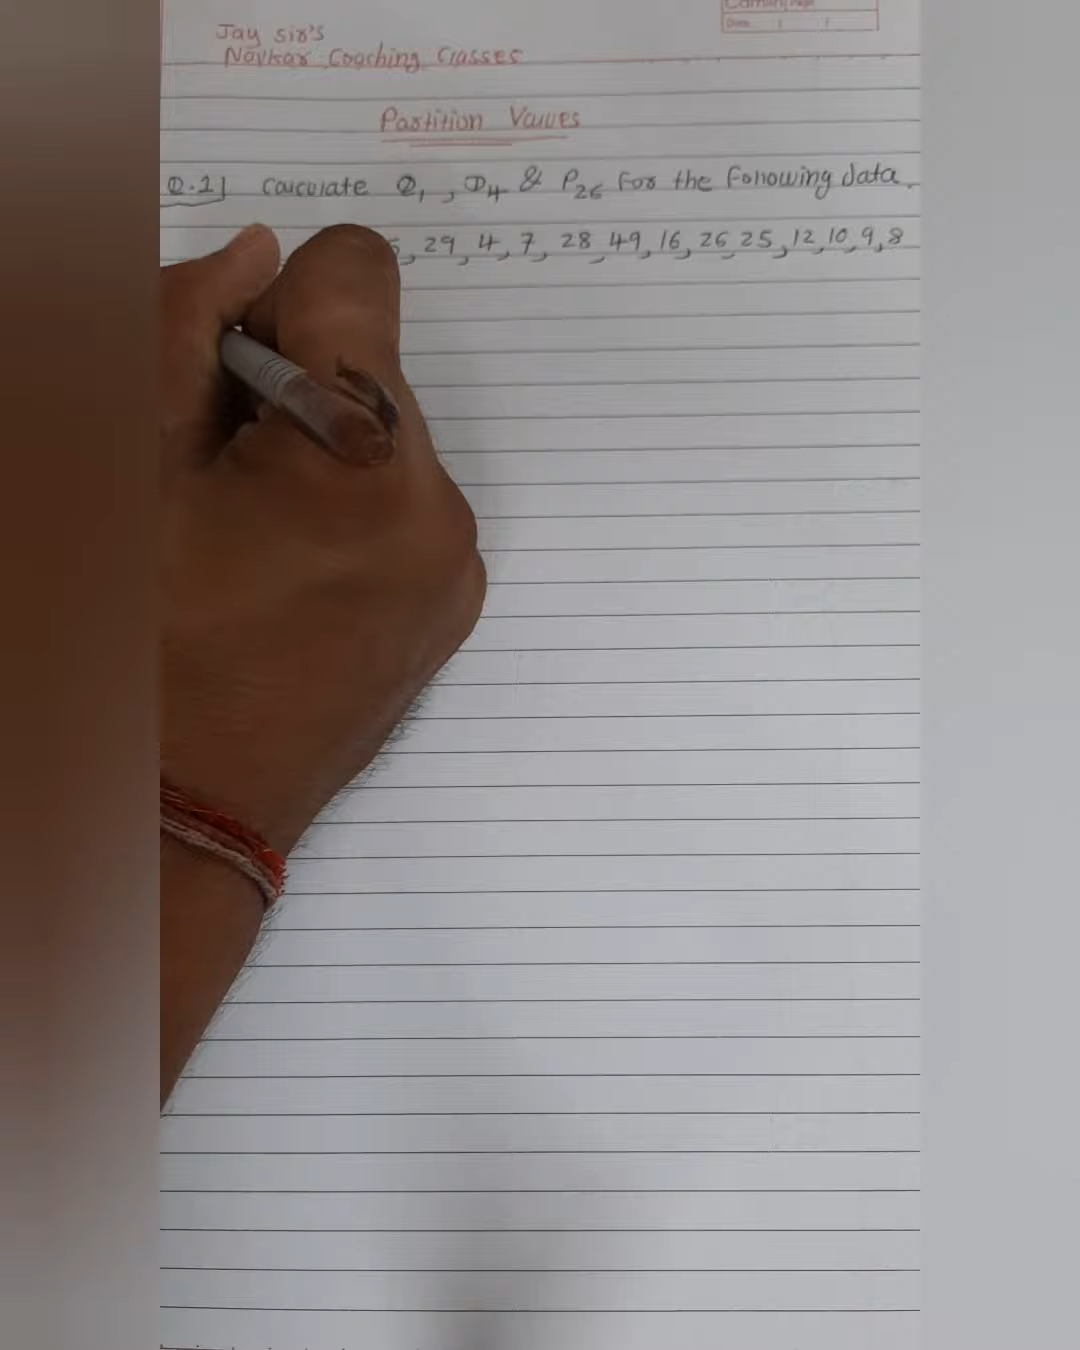 Jay sir's
Navkar Coaching Classes
Date
Partition Values
Q.1] Calculate Q₁, D₄ & P₂₆ For the Following data.
, 29, 4, 7, 28, 49, 16, 26, 25, 12, 10, 9, 8